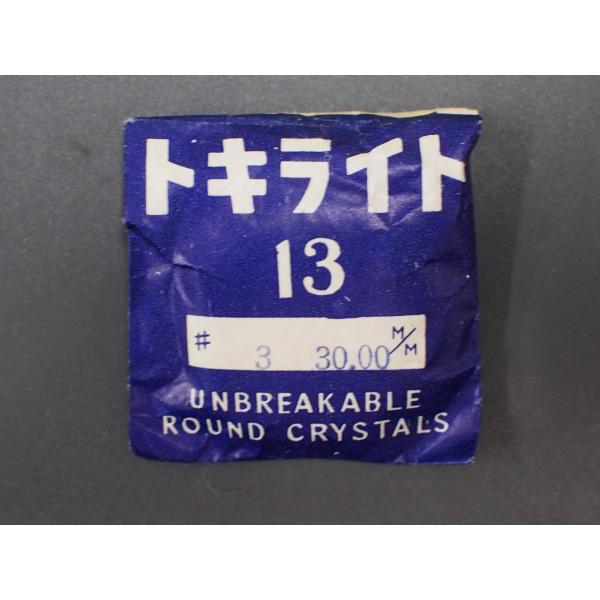 トキライト
13
# 3 30.00 M/M
UNBREAKABLE
ROUND CRYSTALS